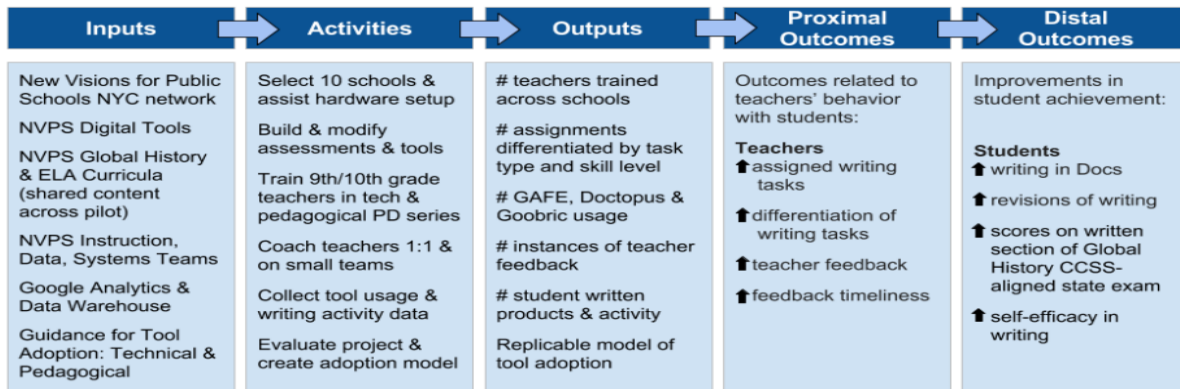 Inputs
Activities
Outputs
Proximal
Outcomes
Distal
Outcomes
New Visions for Public
Schools NYC network
NVPS Digital Tools
NVPS Global History
& ELA Curricula
(shared content
across pilot)
NVPS Instruction,
Data, Systems Teams
Google Analytics &
Data Warehouse
Guidance for Tool
Adoption: Technical &
Pedagogical
Select 10 schools &
assist hardware setup
Build & modify
assessments & tools
Train 9th/10th grade
teachers in tech &
pedagogical PD series
Coach teachers 1:1 &
on small teams
Collect tool usage &
writing activity data
Evaluate project &
create adoption model
# teachers trained
across schools
# assignments
differentiated by task
type and skill level
# GAFE, Doctopus &
Goobric usage
# instances of teacher
feedback
# student written
products & activity
Replicable model of
tool adoption
Outcomes related to
teachers' behavior
with students:
Teachers
assigned writing
tasks
differentiation of
writing tasks
teacher feedback
feedback timeliness
Improvements in
student achievement:
Students
writing in Docs
revisions of writing
scores on written
section of Global
History CCSS-
aligned state exam
self-efficacy in
writing